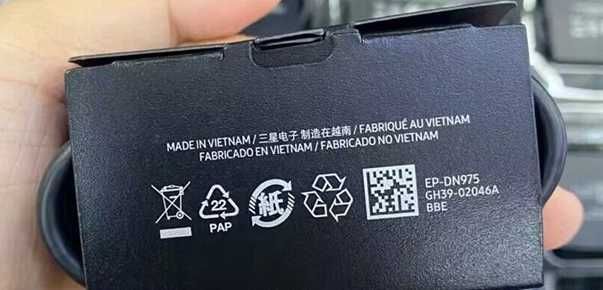 MADE IN VIETNAM / 三星电子 制造在越南 / FABRIQUÉ AU VIETNAM
FABRICADO EN VIETNAM / FABRICADO NO VIETNAM
22
PAP
紙
EP-DN975
GH39-02046A
BBE